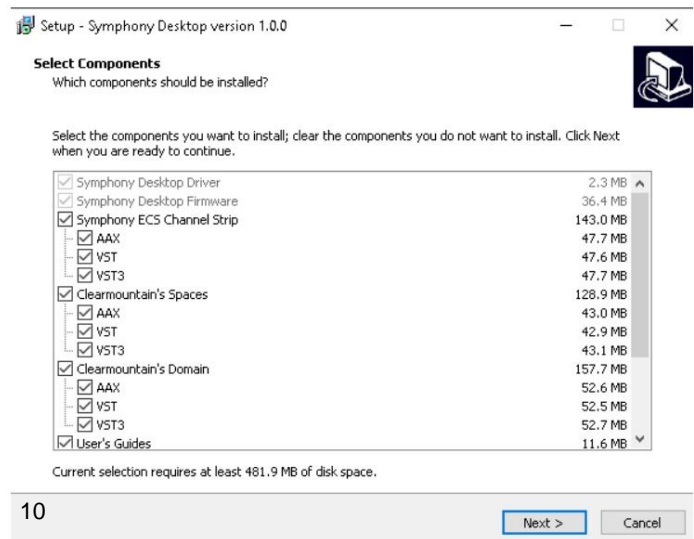 Setup - Symphony Desktop version 1.0.0
Select Components
Which components should be installed?
Select the components you want to install; clear the components you do not want to install. Click Next
when you are ready to continue.
Symphony Desktop Driver 2.3 MB
Symphony Desktop Firmware 36.4 MB
Symphony ECS Channel Strip 143.0 MB
AAX 47.7 MB
VST 47.6 MB
VST3 47.7 MB
Clearmountain's Spaces 128.9 MB
AAX 43.0 MB
VST 42.9 MB
VST3 43.1 MB
Clearmountain's Domain 157.7 MB
AAX 52.6 MB
VST 52.5 MB
VST3 52.7 MB
User's Guides 11.6 MB
Current selection requires at least 481.9 MB of disk space.
10
Next > Cancel